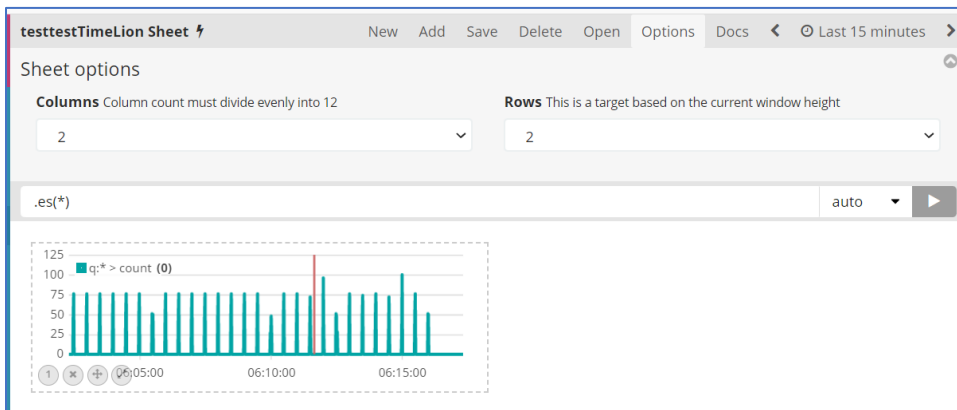 testtestTimeLion Sheet New Add Save Delete Open Options Docs Last 15 minutes
Sheet options
Columns Column count must divide evenly into 12 Rows This is a target based on the current window height
2 2
.es(*) auto
125
q:* > count (0)
100
75
50
25
0
1
06:05:00 06:10:00 06:15:00